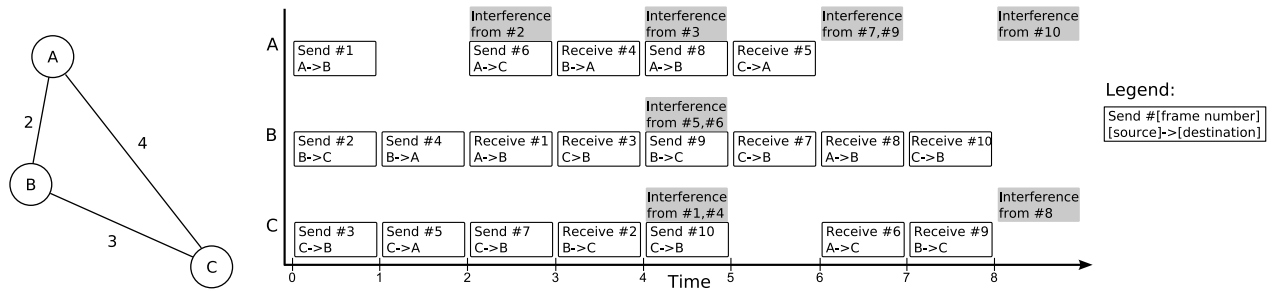 A
2
4
B
3
C
A
Interference
from #2
Interference
from #3
Interference
from #7,#9
Interference
from #10
Send #1
A->B
Send #6
A->C
Receive #4
B->A
Send #8
A->B
Receive #5
C->A
B
Interference
from #5,#6
Send #2
B->C
Send #4
B->A
Receive #1
A->B
Receive #3
C>B
Send #9
B->C
Receive #7
C->B
Receive #8
A->B
Receive #10
C->B
C
Interference
from #1,#4
Interference
from #8
Send #3
C->B
Send #5
C->A
Send #7
C->B
Receive #2
B->C
Send #10
C->B
Receive #6
A->C
Receive #9
B->C
0
1
2
3
4
5
6
7
8
Time
Legend:
Send #[frame number]
[source]->[destination]